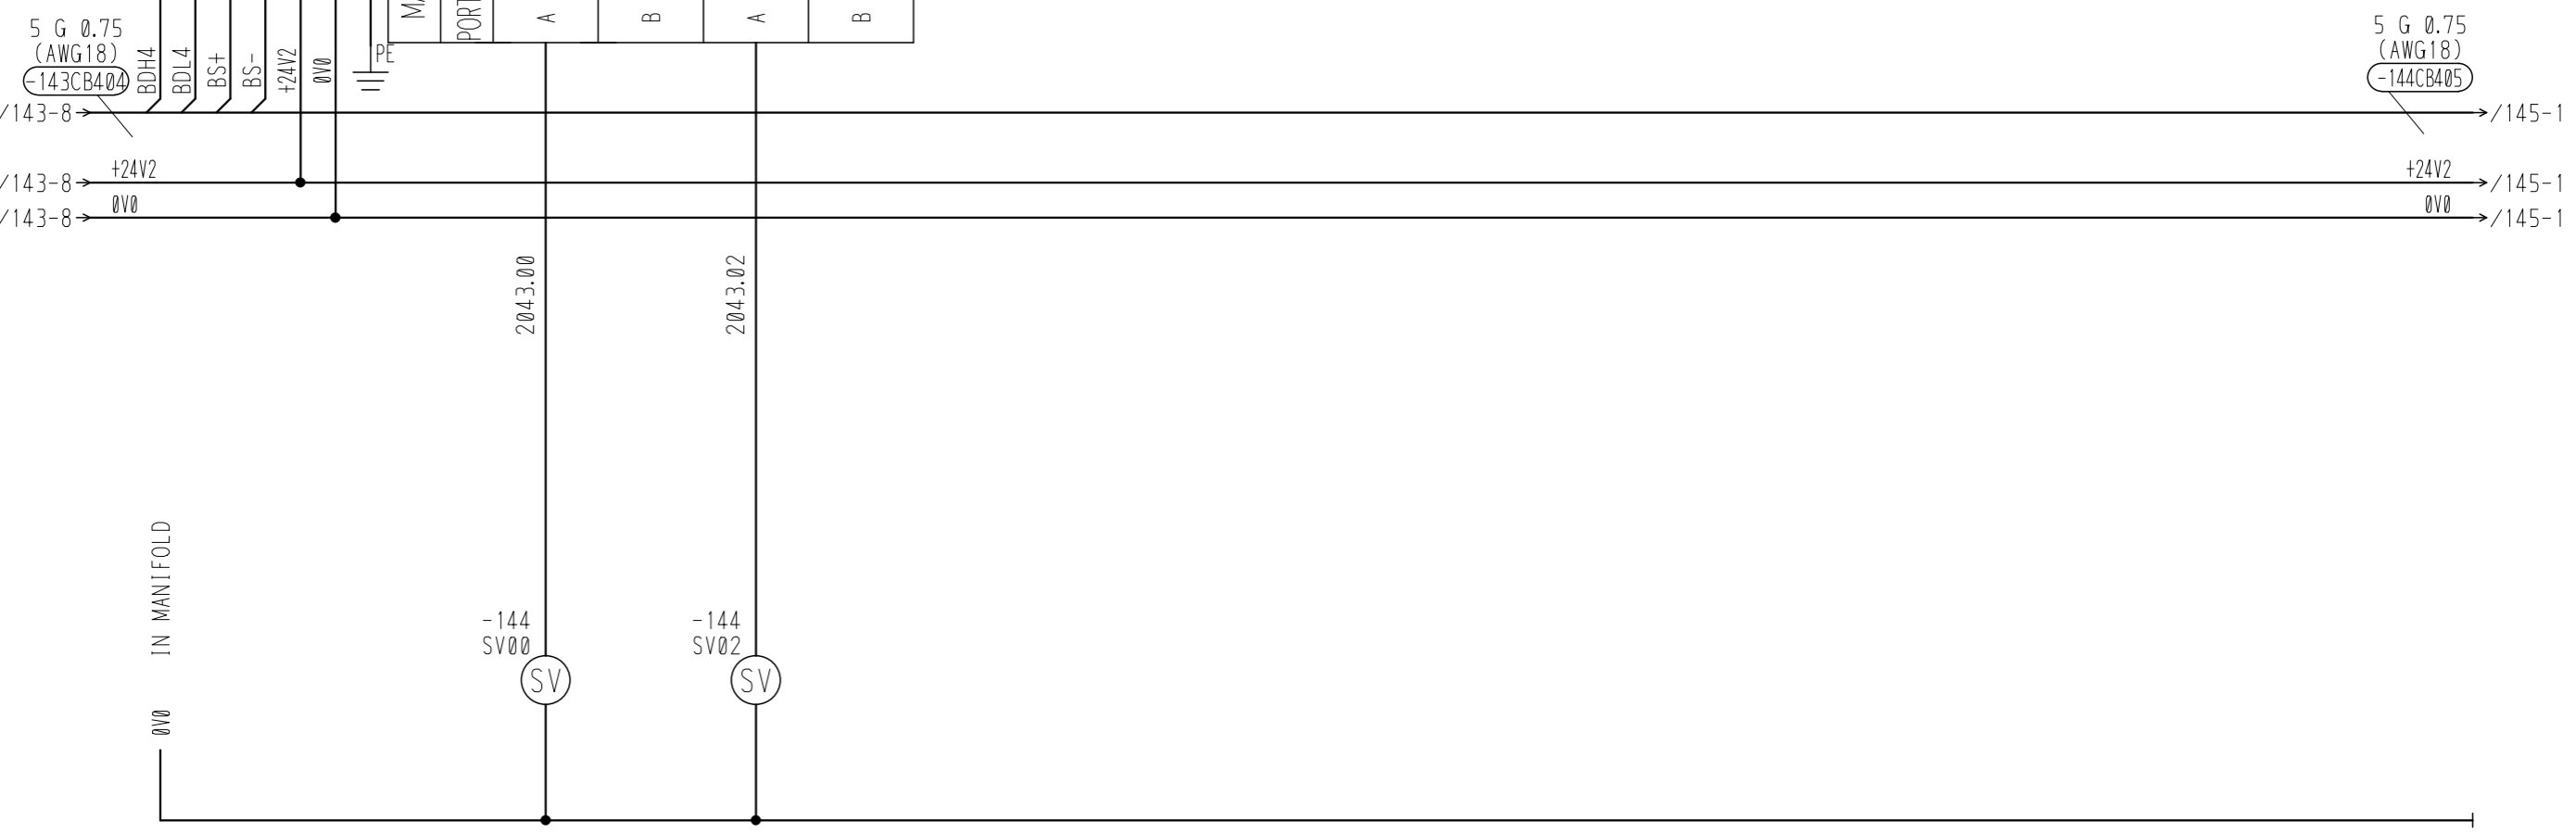 5 G 0.75
(AWG18)
-143CB404
BDH4
BDL4
BS+
BS-
+24V2
0V0
PE
PORT
A
B
A
B
5 G 0.75
(AWG18)
-144CB405
/143-8
/145-1
/143-8
+24V2
+24V2
/145-1
/143-8
0V0
0V0
/145-1
2043.00
2043.02
IN MANIFOLD
0V0
-144
SV00
SV
-144
SV02
SV